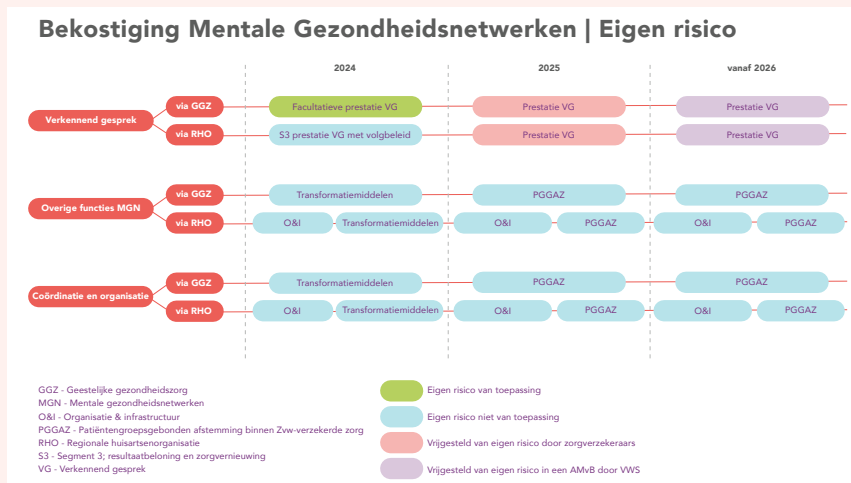 Bekostiging Mentale Gezondheidsnetwerken | Eigen risico
2024 2025 vanaf 2026
Verkennend gesprek
via GGZ Facultatieve prestatie VG Prestatie VG Prestatie VG
via RHO S3 prestatie VG met volgbeleid Prestatie VG Prestatie VG
Overige functies MGN
via GGZ Transformatiemiddelen PGGAZ PGGAZ
via RHO O&I Transformatiemiddelen O&I PGGAZ O&I PGGAZ
Coördinatie en organisatie
via GGZ Transformatiemiddelen PGGAZ PGGAZ
via RHO O&I Transformatiemiddelen O&I PGGAZ O&I PGGAZ
GGZ - Geestelijke gezondheidszorg
MGN - Mentale gezondheidsnetwerken
O&I - Organisatie & infrastructuur
PGGAZ - Patiëntengroepsgebonden afstemming binnen Zvw-verzekerde zorg
RHO - Regionale huisartsenorganisatie
S3 - Segment 3; resultaatbeloning en zorgvernieuwing
VG - Verkennend gesprek
Eigen risico van toepassing
Eigen risico niet van toepassing
Vrijgesteld van eigen risico door zorgverzekeraars
Vrijgesteld van eigen risico in een AMvB door VWS